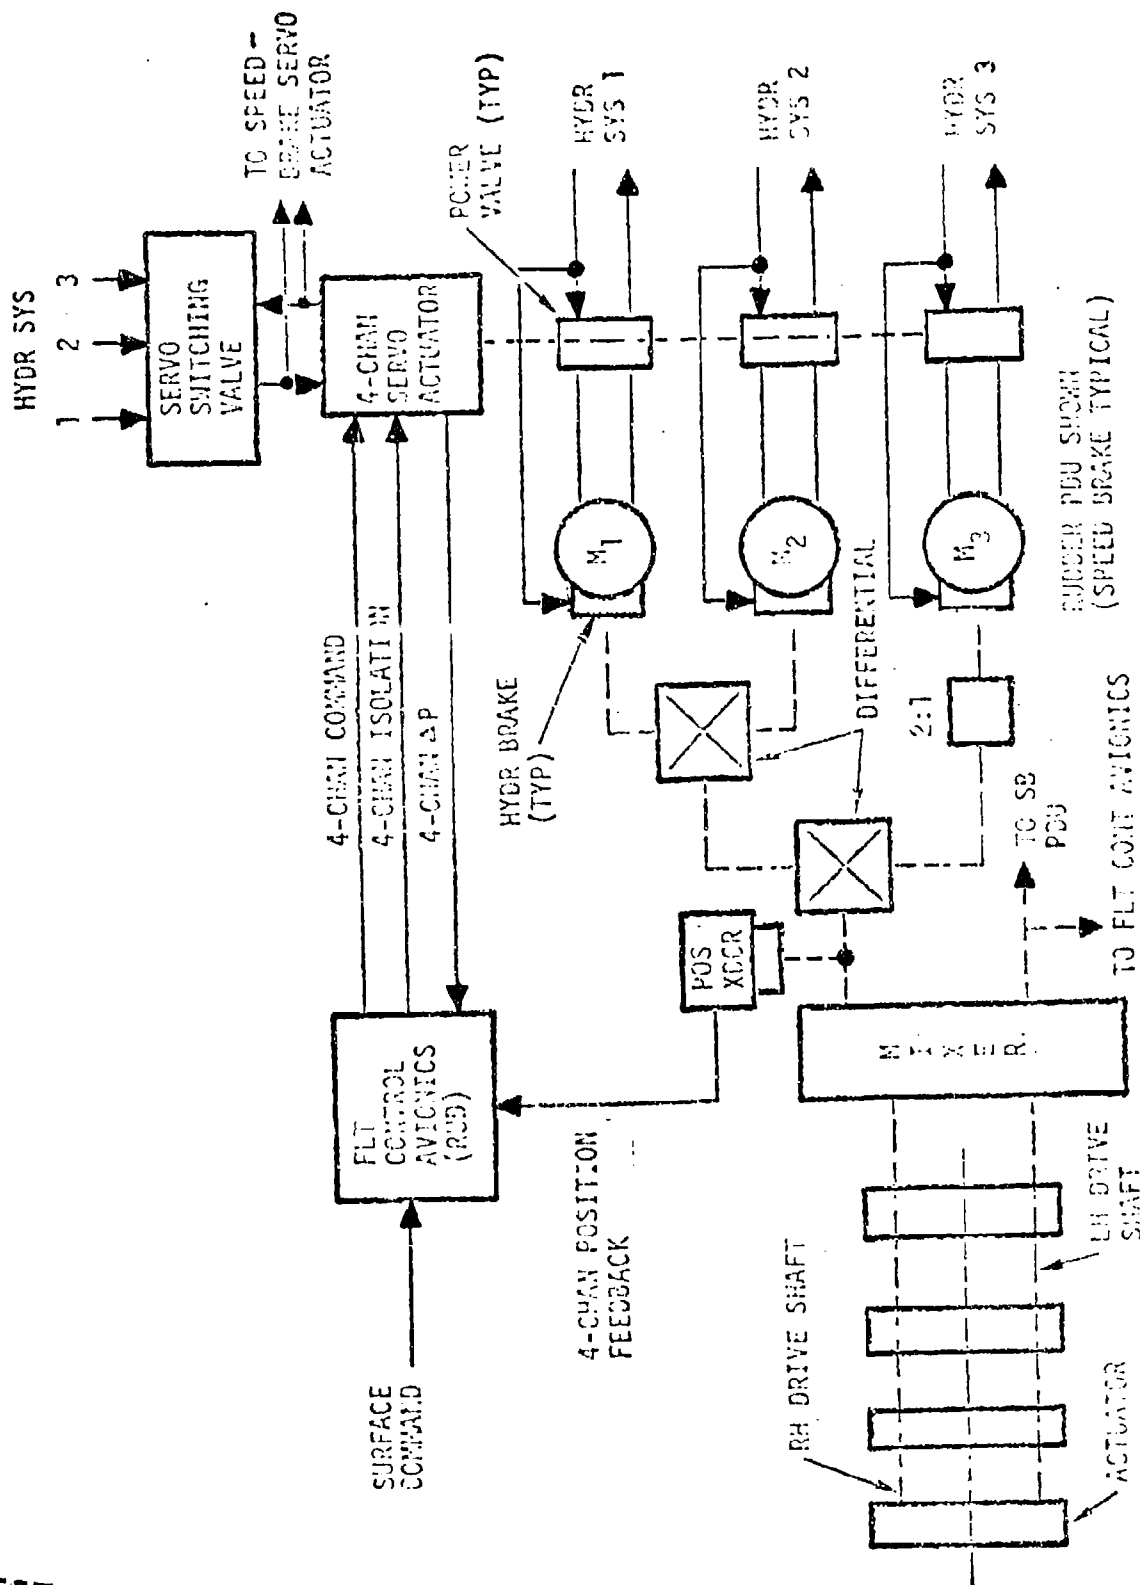 HYDR SYS
1 2 3
SERVO
SWITCHING
VALVE
TO SPEED-
BRAKE SERVO
ACTUATOR
SURFACE
COMMAND
FLT
CONTROL
AVIONICS
(RUD)
4-CHAN COMMAND
4-CHAN ISOLATI N
4-CHAN ΔP
4-CHAN
SERVO
ACTUATOR
POWER
VALVE (TYP)
HYDR
SYS 1
HYDR
SYS 2
HYDR
SYS 3
HYDR BRAKE
(TYP)
M1
M2
M3
4-CHAN POSITION
FEEDBACK
POS
XDCR
DIFFERENTIAL
2:1
RUDDER PDU SHOWN
(SPEED BRAKE TYPICAL)
RH DRIVE SHAFT
MIXER
TO SB
PDU
TO FLT CONT AVIONICS
LH DRIVE
SHAFT
ACTUATOR